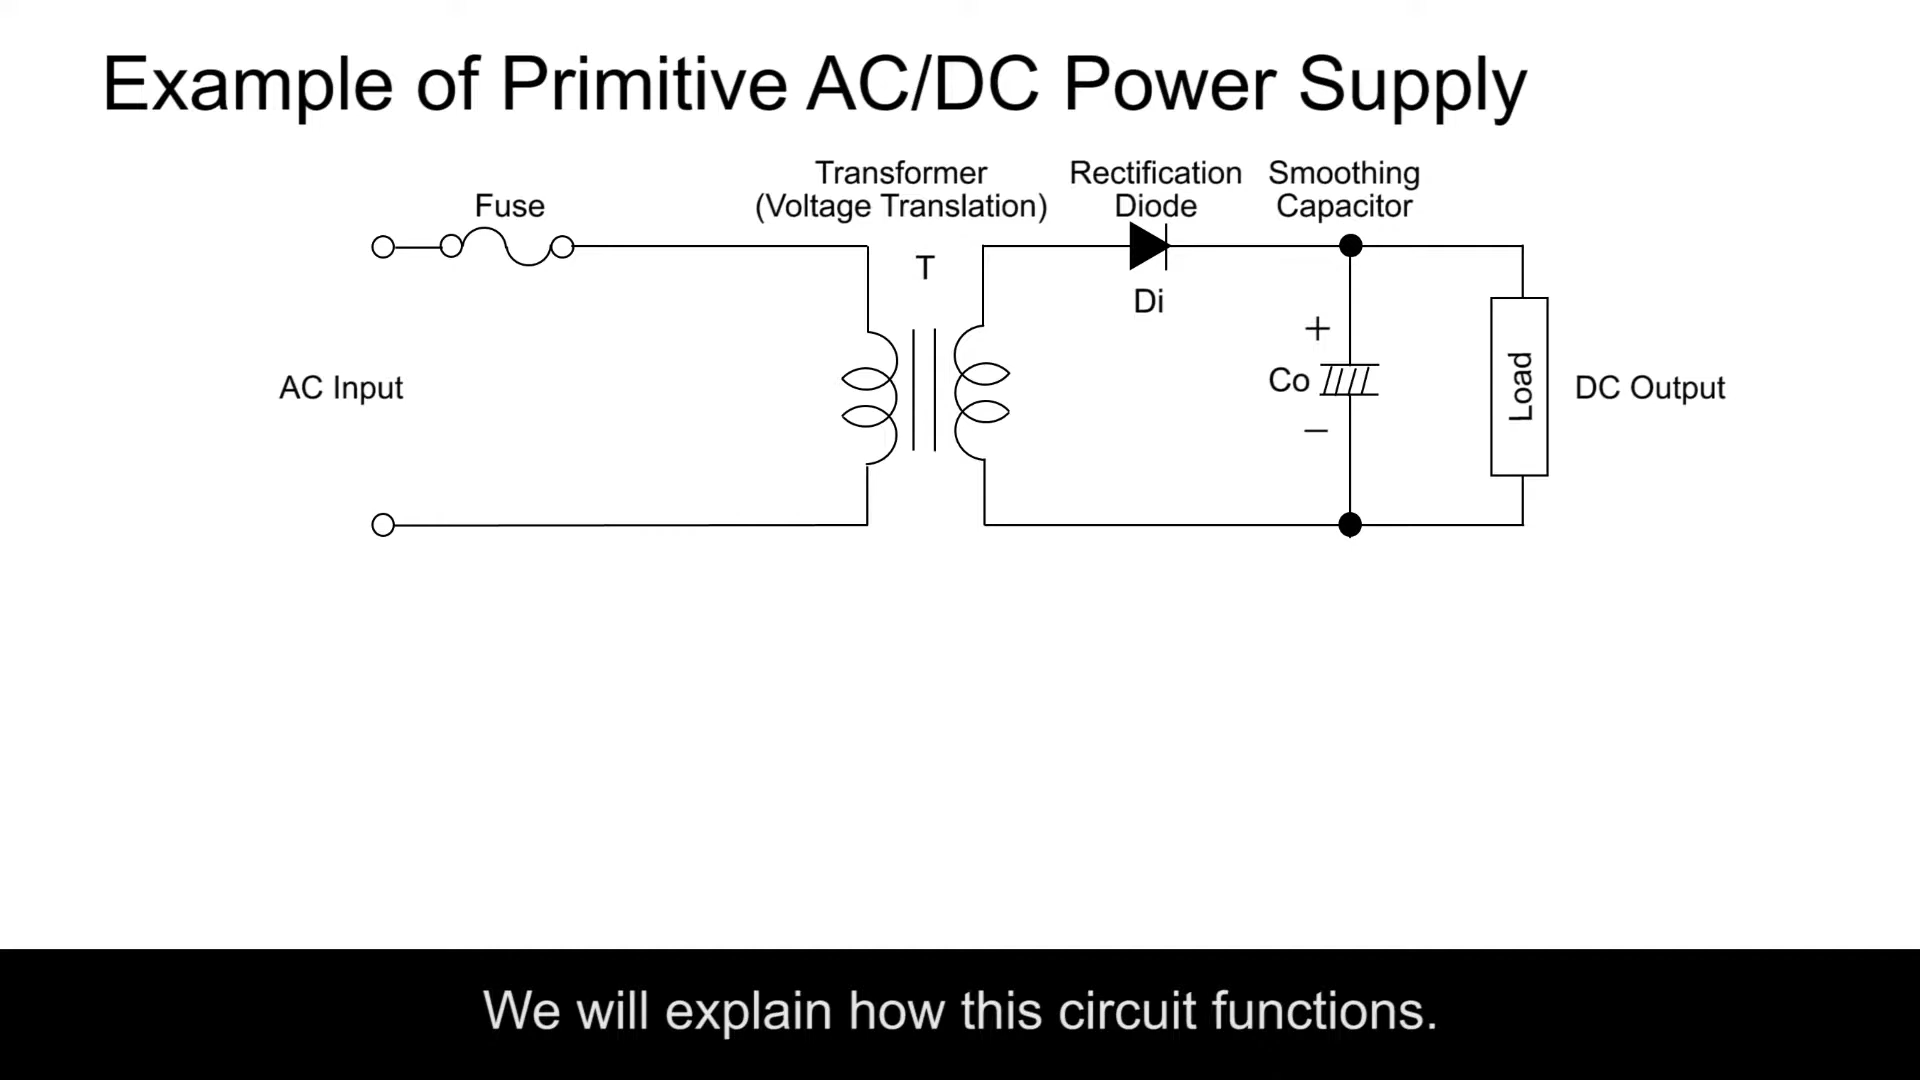 Example of Primitive AC/DC Power Supply
Fuse
Transformer
(Voltage Translation)
Rectification
Diode
Smoothing
Capacitor
T
Di
+
Co
−
AC Input
Load
DC Output
We will explain how this circuit functions.